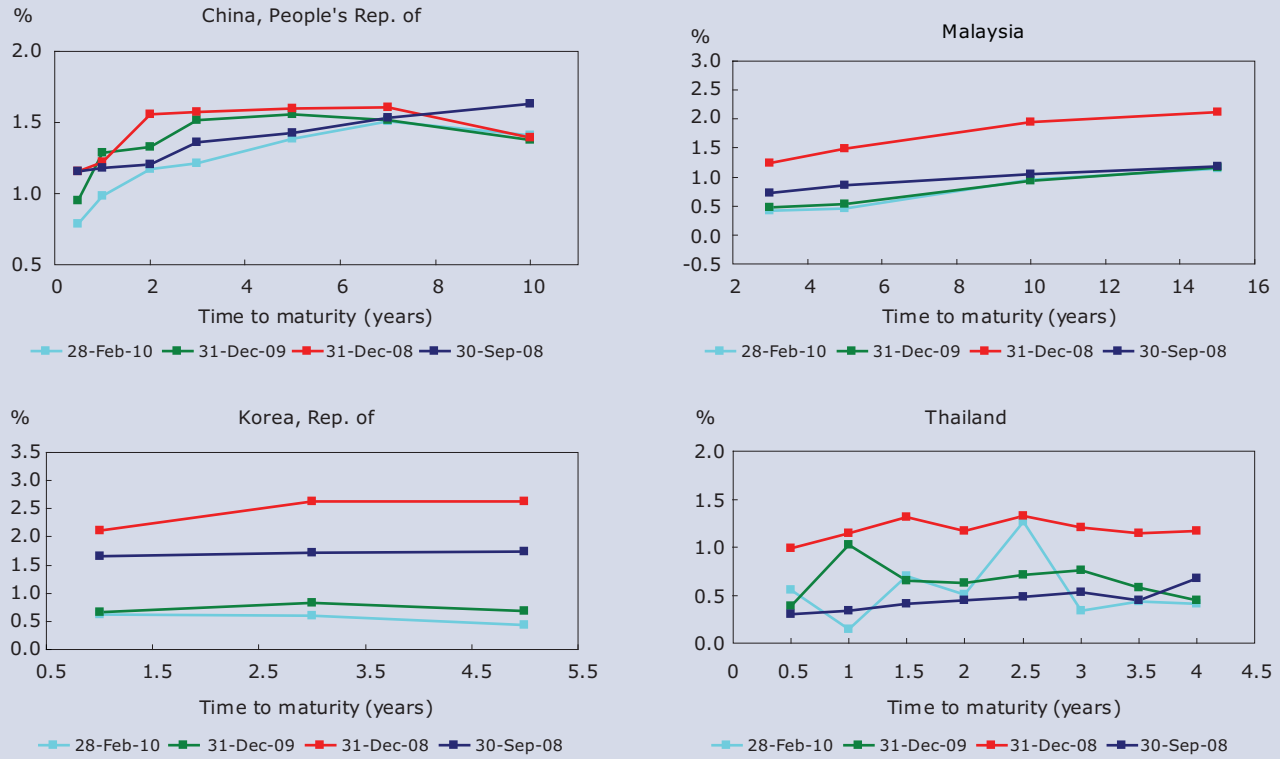 % China, People's Rep. of
2.0
1.5
1.0
0.5
0 2 4 6 8 10
Time to maturity (years)
28-Feb-10 31-Dec-09 31-Dec-08 30-Sep-08
% Malaysia
3.0
2.5
2.0
1.5
1.0
0.5
0.0
-0.5
2 4 6 8 10 12 14 16
Time to maturity (years)
28-Feb-10 31-Dec-09 31-Dec-08 30-Sep-08
% Korea, Rep. of
3.5
3.0
2.5
2.0
1.5
1.0
0.5
0.0
0.5 1.5 2.5 3.5 4.5 5.5
Time to maturity (years)
28-Feb-10 31-Dec-09 31-Dec-08 30-Sep-08
% Thailand
2.0
1.5
1.0
0.5
0.0
0 0.5 1 1.5 2 2.5 3 3.5 4 4.5
Time to maturity (years)
28-Feb-10 31-Dec-09 31-Dec-08 30-Sep-08